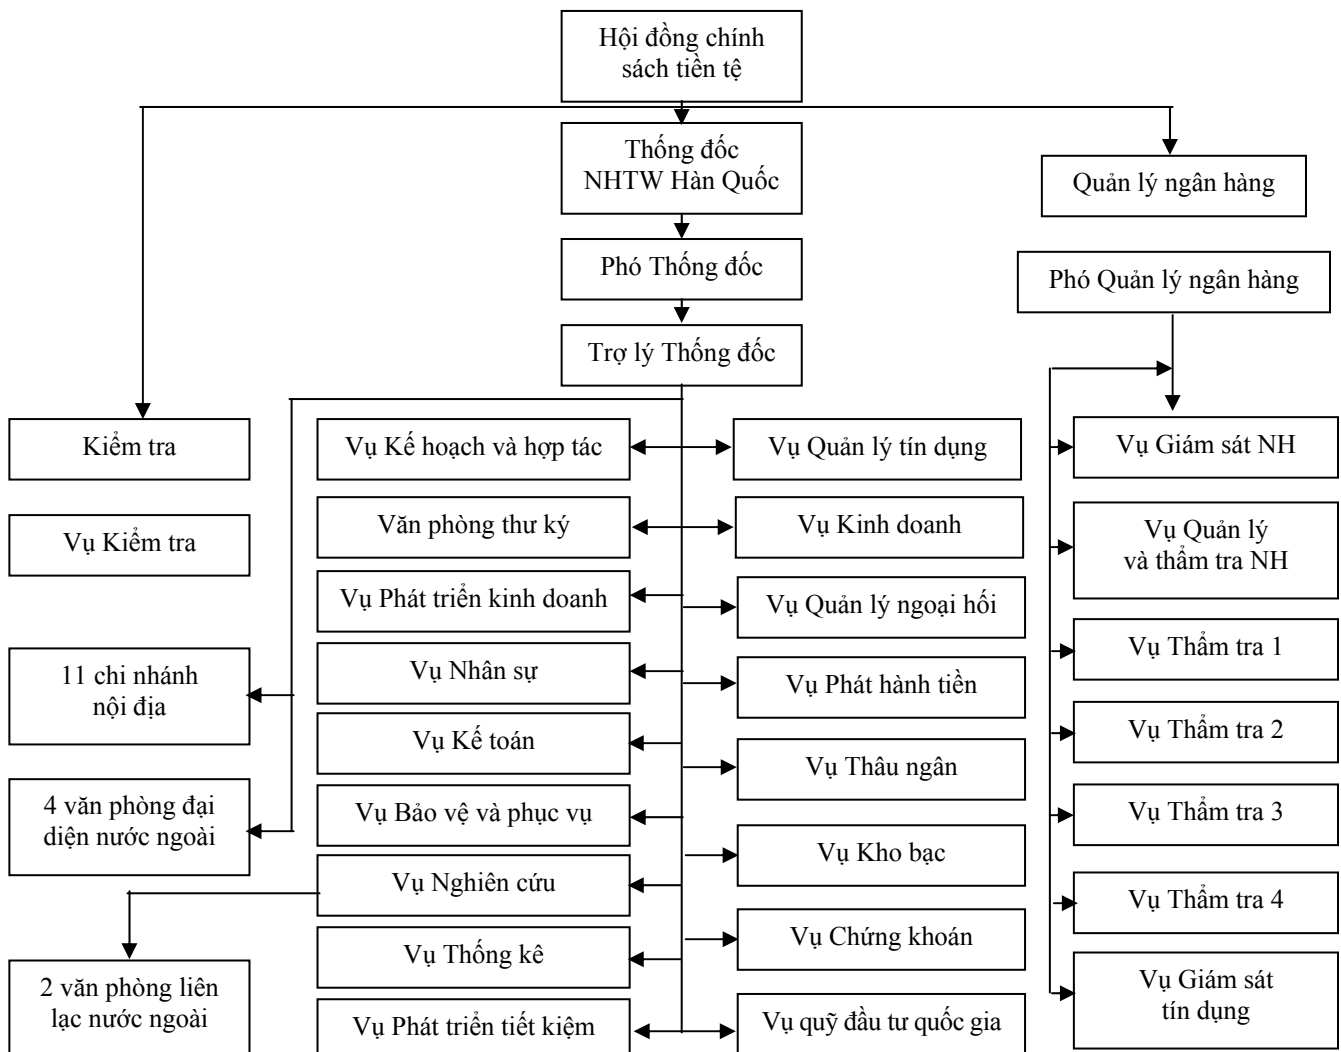 Hội đồng chính
sách tiền tệ
Thống đốc
NHTW Hàn Quốc
Quản lý ngân hàng
Phó Thống đốc
Phó Quản lý ngân hàng
Trợ lý Thống đốc
Kiểm tra
Vụ Kế hoạch và hợp tác
Vụ Quản lý tín dụng
Vụ Giám sát NH
Vụ Kiểm tra
Văn phòng thư ký
Vụ Kinh doanh
Vụ Quản lý
và thẩm tra NH
Vụ Phát triển kinh doanh
Vụ Quản lý ngoại hối
11 chi nhánh
nội địa
Vụ Nhân sự
Vụ Phát hành tiền
Vụ Thẩm tra 1
Vụ Kế toán
Vụ Thâu ngân
Vụ Thẩm tra 2
4 văn phòng đại
diện nước ngoài
Vụ Bảo vệ và phục vụ
Vụ Kho bạc
Vụ Thẩm tra 3
Vụ Nghiên cứu
Vụ Chứng khoán
Vụ Thẩm tra 4
2 văn phòng liên
lạc nước ngoài
Vụ Thống kê
Vụ Phát triển tiết kiệm
Vụ quỹ đầu tư quốc gia
Vụ Giám sát
tín dụng